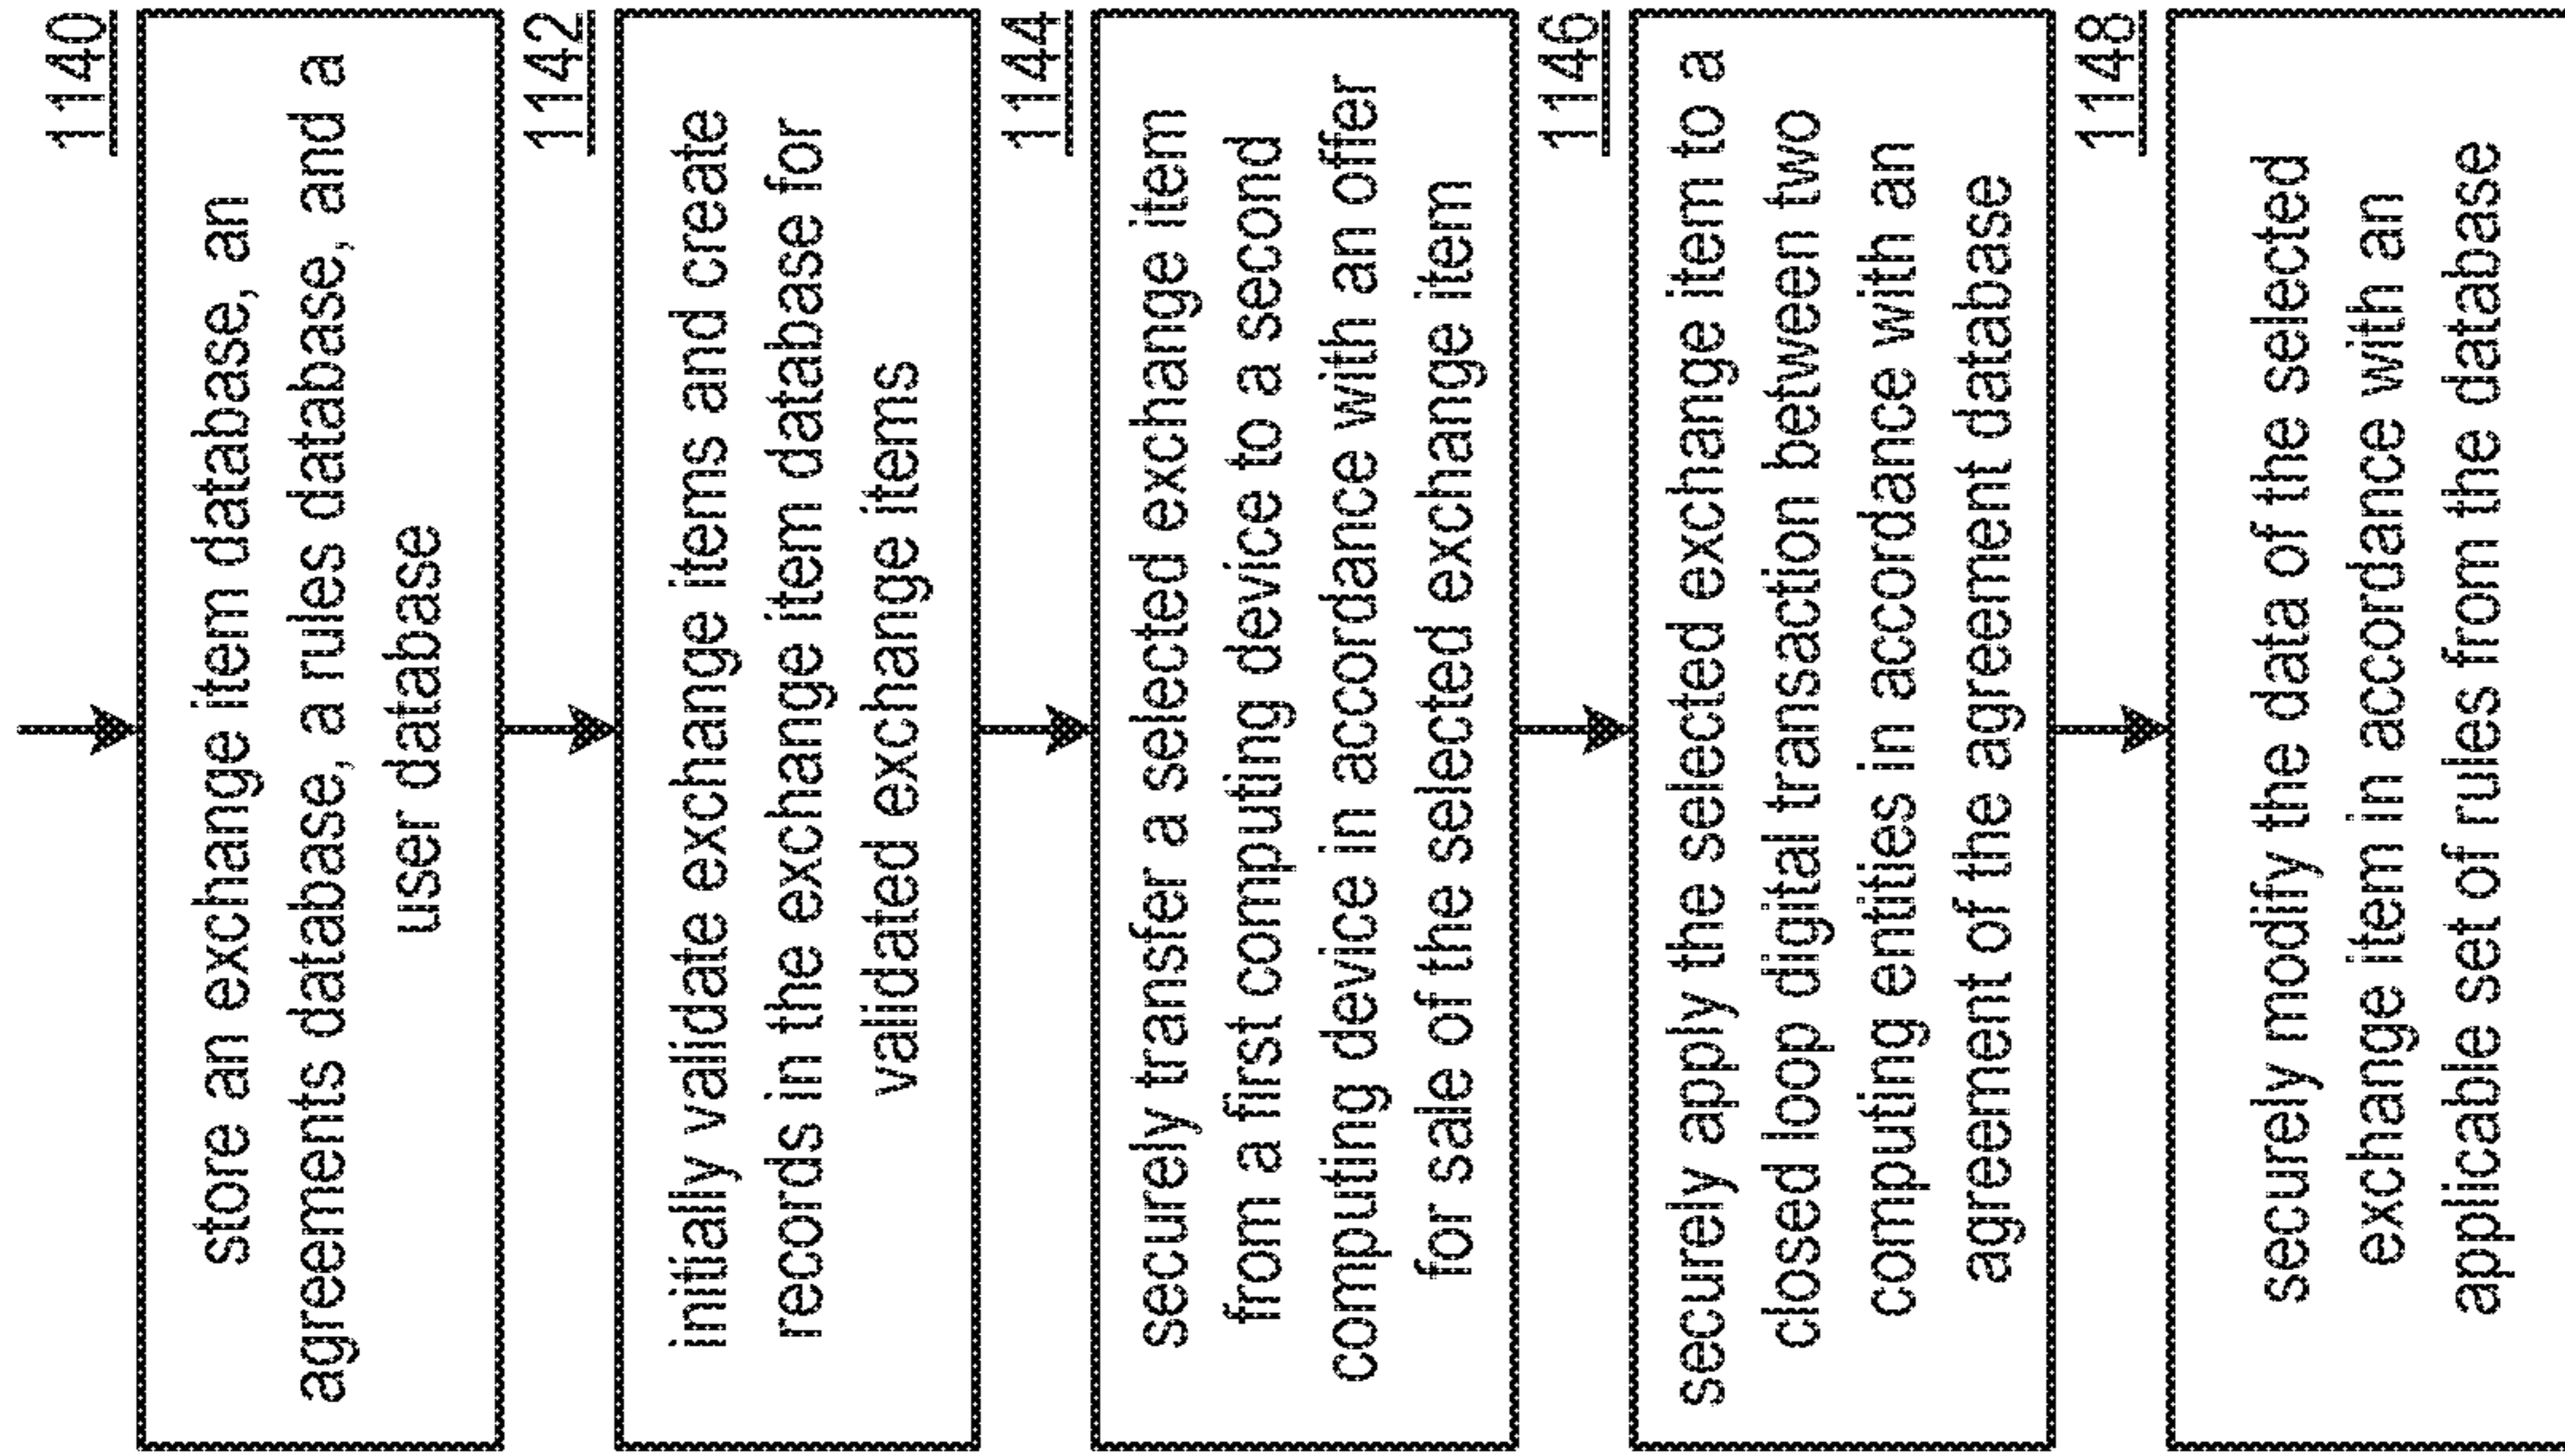 1140
store an exchange item database, an
agreements database, a rules database, and a
user database
1142
initially validate exchange items and create
records in the exchange item database for
validated exchange items
1144
securely transfer a selected exchange item
from a first computing device to a second
computing device in accordance with an offer
for sale of the selected exchange item
1146
securely apply the selected exchange item to a
closed loop digital transaction between two
computing entities in accordance with an
agreement of the agreement database
1148
securely modify the data of the selected
exchange item in accordance with an
applicable set of rules from the database